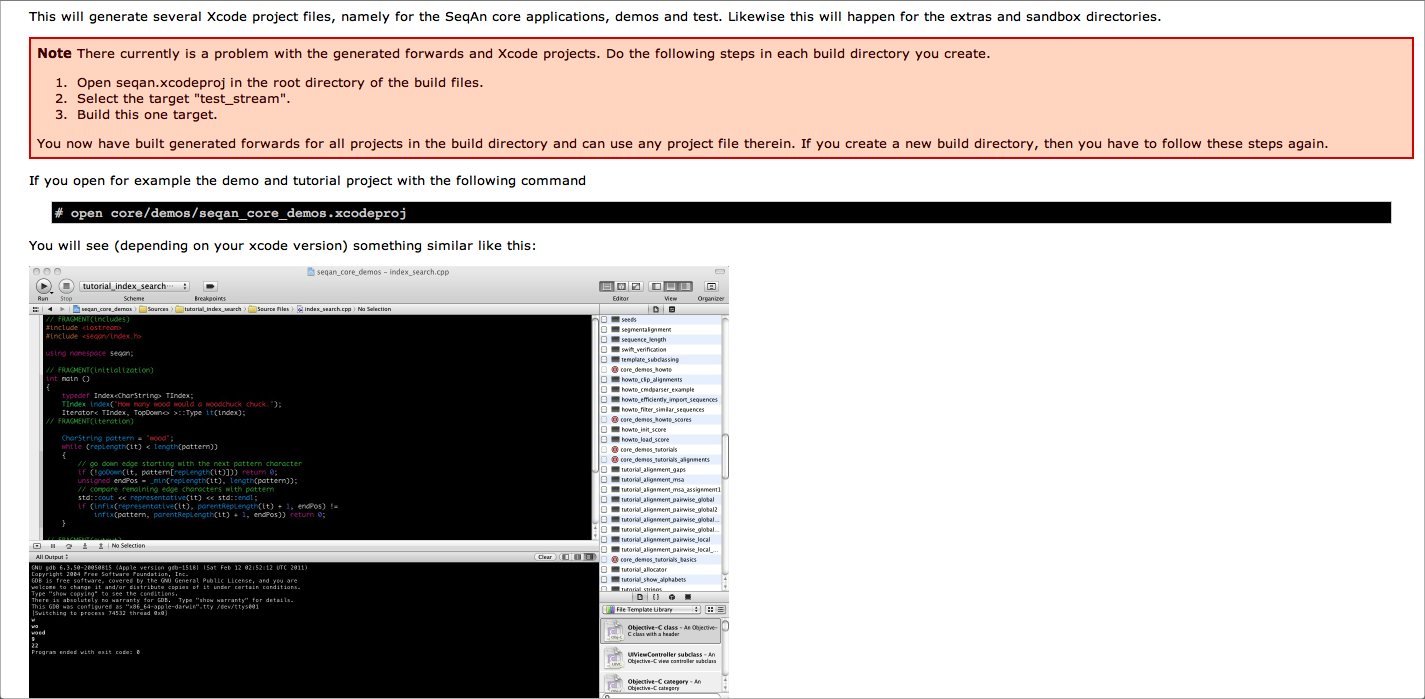 This will generate several Xcode project files, namely for the SeqAn core applications, demos and test. Likewise this will happen for the extras and sandbox directories.
Note There currently is a problem with the generated forwards and Xcode projects. Do the following steps in each build directory you create.
1. Open seqan.xcodeproj in the root directory of the build files.
2. Select the target "test_stream".
3. Build this one target.
You now have built generated forwards for all projects in the build directory and can use any project file therein. If you create a new build directory, then you have to follow these steps again.
If you open for example the demo and tutorial project with the following command
# open core/demos/seqan_core_demos.xcodeproj
You will see (depending on your xcode version) something similar like this:
seqan_core_demos – index_search.cpp
tutorial_index_search…
Run Stop Scheme Breakpoints Editor View Organizer
seqan_core_demos Sources tutorial_index_search Source Files index_search.cpp No Selection
// FRAGMENT(includes)
#include <iostream>
#include <seqan/index.h>
using namespace seqan;
// FRAGMENT(initialization)
int main ()
{
typedef Index<CharString> TIndex;
TIndex index("How many wood would a woodchuck chuck.");
Iterator< TIndex, TopDown<> >::Type it(index);
// FRAGMENT(iteration)
CharString pattern = "wood";
while (repLength(it) < length(pattern))
{
// go down edge starting with the next pattern character
if (!goDown(it, pattern[repLength(it)])) return 0;
unsigned endPos = _min(repLength(it), length(pattern));
// compare remaining edge characters with pattern
std::cout << representative(it) << std::endl;
if (infix(representative(it), parentRepLength(it) + 1, endPos) !=
infix(pattern, parentRepLength(it) + 1, endPos)) return 0;
}
// FRAGMENT(output)
No Selection
All Output
Clear
GNU gdb 6.3.50-20050815 (Apple version gdb-1518) (Sat Feb 12 02:52:12 UTC 2011)
Copyright 2004 Free Software Foundation, Inc.
GDB is free software, covered by the GNU General Public License, and you are
welcome to change it and/or distribute copies of it under certain conditions.
Type "show copying" to see the conditions.
There is absolutely no warranty for GDB. Type "show warranty" for details.
This GDB was configured as "x86_64-apple-darwin".tty /dev/ttys001
[Switching to process 74532 thread 0x0]
w
wo
wood
9
22
Program ended with exit code: 0
seeds
segmentalignment
sequence_length
swift_verification
template_subclassing
core_demos_howto
howto_clip_alignments
howto_cmdparser_example
howto_efficiently_import_sequences
howto_filter_similar_sequences
core_demos_howto_scores
howto_init_score
howto_load_score
core_demos_tutorials
core_demos_tutorials_alignments
tutorial_alignment_gaps
tutorial_alignment_msa
tutorial_alignment_msa_assignment1
tutorial_alignment_pairwise_global
tutorial_alignment_pairwise_global2
tutorial_alignment_pairwise_global...
tutorial_alignment_pairwise_global...
tutorial_alignment_pairwise_local
tutorial_alignment_pairwise_local_...
core_demos_tutorials_basics
tutorial_allocator
tutorial_show_alphabets
tutorial_strings
File Template Library
Objective-C class – An Objective-
C class with a header
UIViewController subclass – An
Objective-C view controller subclass
Objective-C category – An
Objective-C category